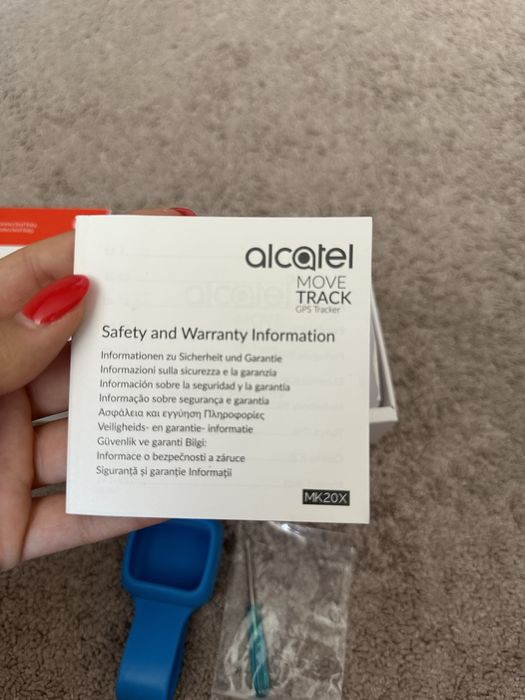 alcatel
MOVE
TRACK
GPS Tracker
Safety and Warranty Information
Informationen zu Sicherheit und Garantie
Informazioni sulla sicurezza e la garanzia
Información sobre la seguridad y la garantía
Informação sobre segurança e garantia
Ασφάλεια και εγγύηση Πληροφορίες
Veiligheids- en garantie- informatie
Güvenlik ve garanti Bilgi:
Informace o bezpečnosti a záruce
Siguranță și garanție Informații
MK20X